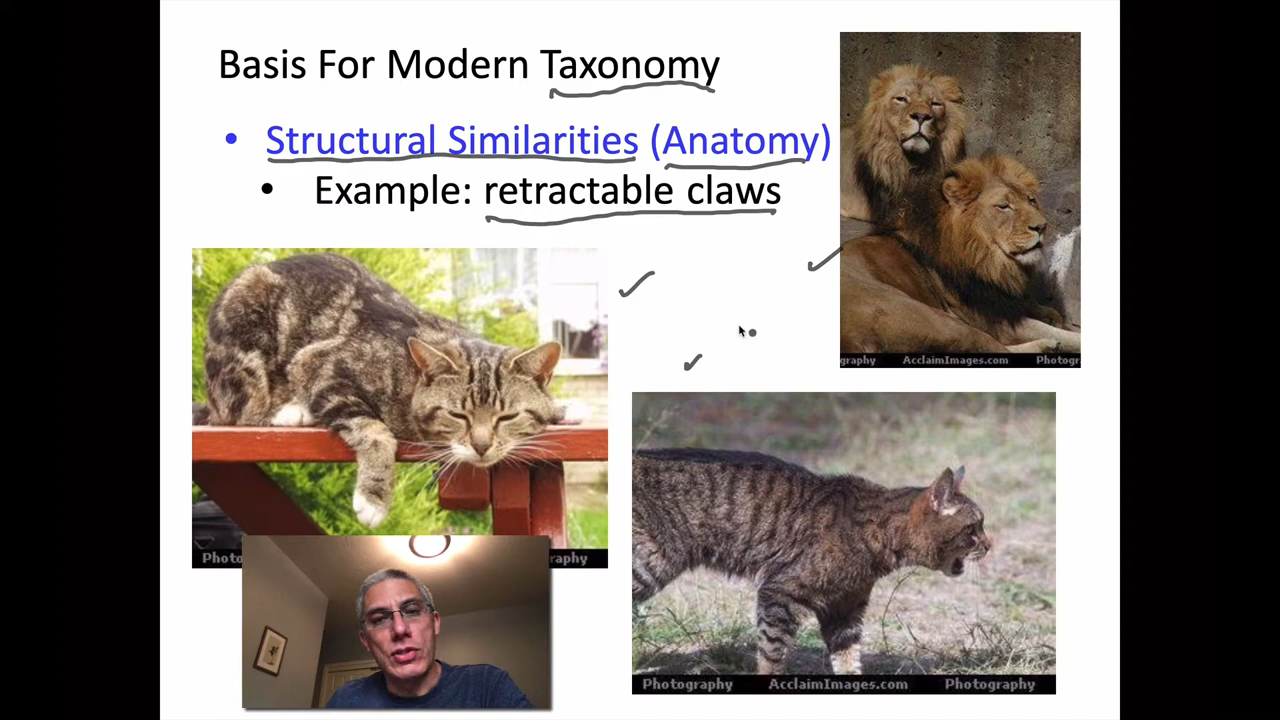 Basis For Modern Taxonomy
• Structural Similarities (Anatomy)
• Example: retractable claws
graphy AcclaimImages.com Photogr
Photo raphy
Photography AcclaimImages.com Photography